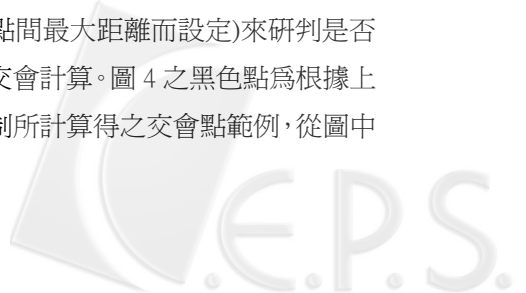 點間最大距離而設定)來研判是否
交會計算。圖 4 之黑色點為根據上
制所計算得之交會點範例,從圖中
C.E.P.S.